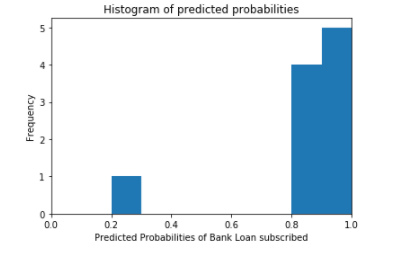 Histogram of predicted probabilities
5
4
3
2
1
0
Frequency
0.0 0.2 0.4 0.6 0.8 1.0
Predicted Probabilities of Bank Loan subscribed